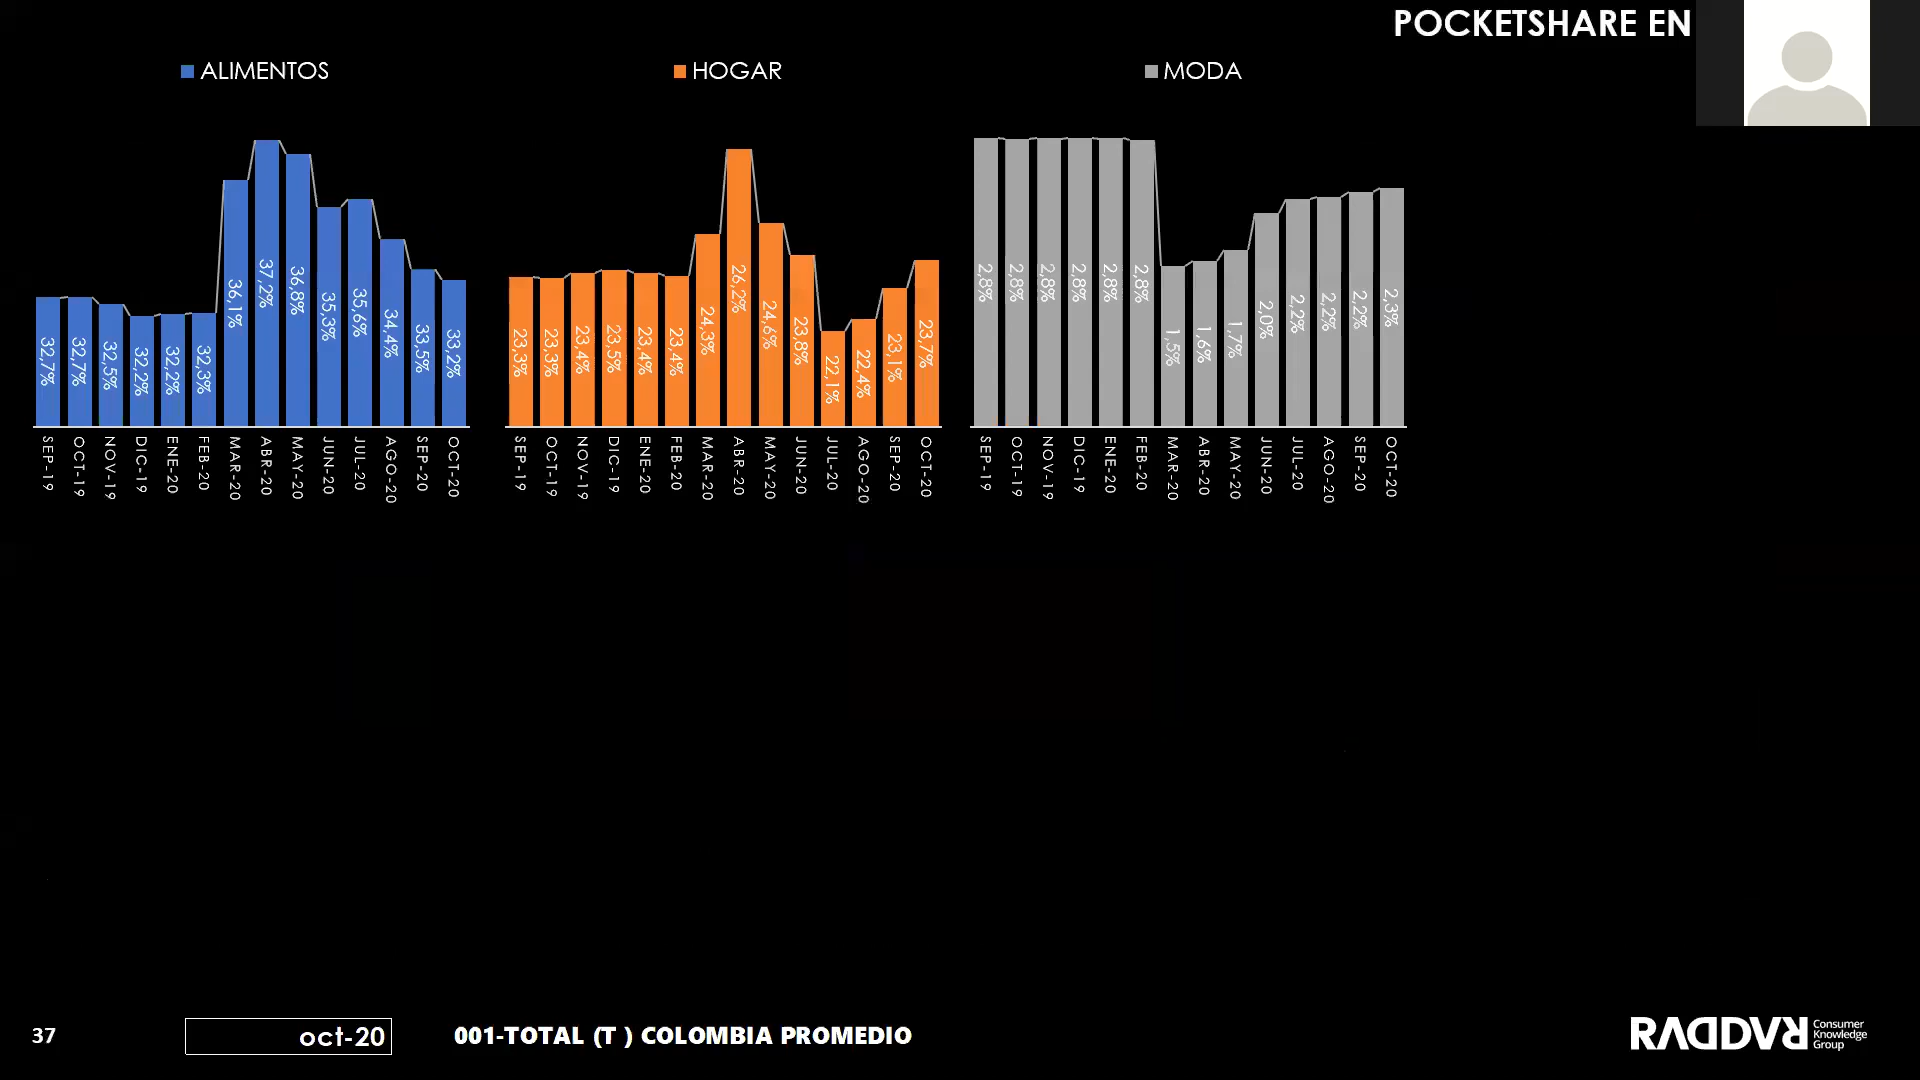 POCKETSHARE EN
ALIMENTOS
32,7%
32,7%
32,5%
32,2%
32,2%
32,3%
36,1%
37,2%
36,8%
35,3%
35,6%
34,4%
33,5%
33,2%
SEP-19
OCT-19
NOV-19
DIC-19
ENE-20
FEB-20
MAR-20
ABR-20
MAY-20
JUN-20
JUL-20
AGO-20
SEP-20
OCT-20
HOGAR
23,3%
23,3%
23,4%
23,5%
23,4%
23,4%
24,3%
26,2%
24,6%
23,8%
22,1%
22,4%
23,1%
23,7%
SEP-19
OCT-19
NOV-19
DIC-19
ENE-20
FEB-20
MAR-20
ABR-20
MAY-20
JUN-20
JUL-20
AGO-20
SEP-20
OCT-20
MODA
2,8%
2,8%
2,8%
2,8%
2,8%
2,8%
1,5%
1,6%
1,7%
2,0%
2,2%
2,2%
2,2%
2,3%
SEP-19
OCT-19
NOV-19
DIC-19
ENE-20
FEB-20
MAR-20
ABR-20
MAY-20
JUN-20
JUL-20
AGO-20
SEP-20
OCT-20
37
oct-20
001-TOTAL (T ) COLOMBIA PROMEDIO
RADDAR
Consumer
Knowledge
Group